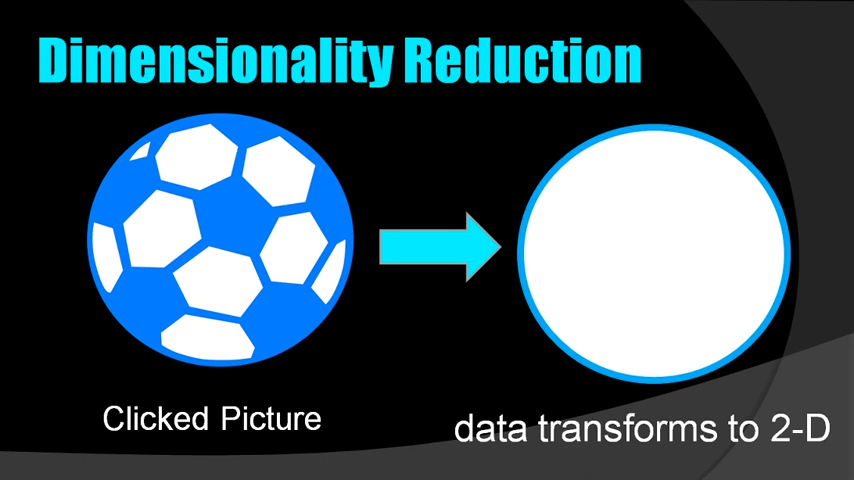 Dimensionality Reduction
Clicked Picture
data transforms to 2-D